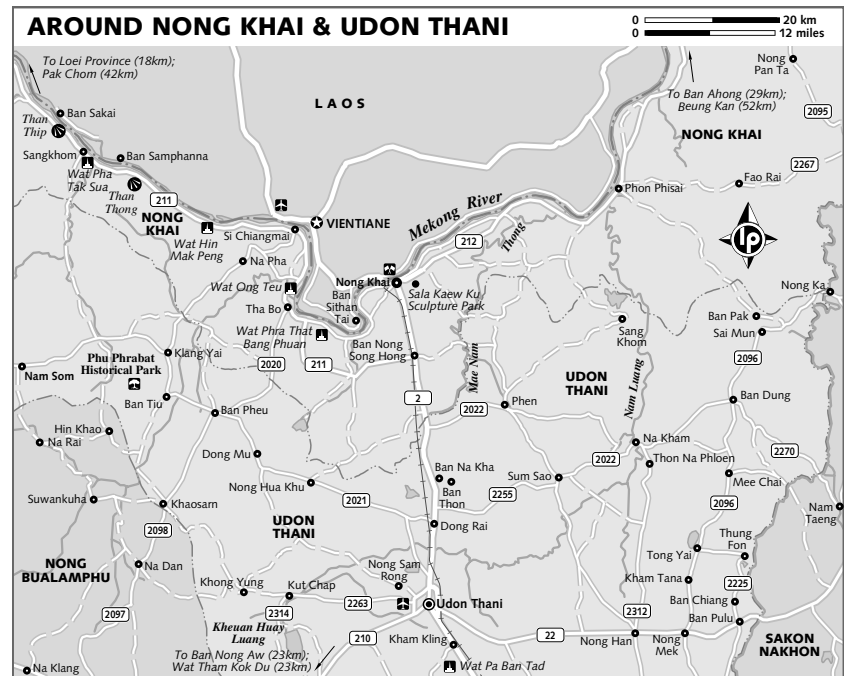 AROUND NONG KHAI & UDON THANI
0 20 km
0 12 miles
To Loei Province (18km);
Pak Chom (42km)
LAOS
Nong
Pan Ta
To Ban Ahong (29km);
Beung Kan (52km)
2095
NONG KHAI
2267
Than
Thip
Ban Sakai
Sangkhom
Ban Samphanna
Wat Pha
Tak Sua
Than
Thong
211
NONG
KHAI
Wat Hin
Mak Peng
Si Chiangmai
VIENTIANE
Mekong River
Phon Phisai
Fao Rai
212
Thong
LP
Na Pha
Wat Ong Teu
Tha Bo
Nong Khai
Ban
Sithan
Tai
Sala Kaew Ku
Sculpture Park
Nong Ka
Ban Pak
Sai Mun
Sang
Khom
Wat Phra That
Bang Phuan
Klang Yai
Phu Phrabat
Historical Park
Nam Som
2020
211
Ban Nong
Song Hong
Mae Nam
2096
UDON
THANI
Nam Luang
Ban Tiu
Ban Pheu
2
2022
Phen
Ban Dung
Hin Khao
Na Rai
Dong Mu
Na Kham
2022
Thon Na Phloen
2270
Mee Chai
Ban Na Kha
Ban
Thon
Sum Sao
Nong Hua Khu
Suwankuha
Khaosarn
2021
2255
2096
Nam
Taeng
Dong Rai
2098
UDON
THANI
Thung
Fon
Tong Yai
NONG
BUALAMPHU
Na Dan
Nong Sam
Rong
Khong Yung
Kut Chap
Kham Tana
2225
2263
Udon Thani
Ban Chiang
2097
2314
Kheuan Huay
Luang
2312
Ban Pulu
210
22
Kham Kling
Nong Han
Nong
Mek
SAKON
NAKHON
To Ban Nong Aw (23km);
Wat Tham Kok Du (23km)
Na Klang
Wat Pa Ban Tad